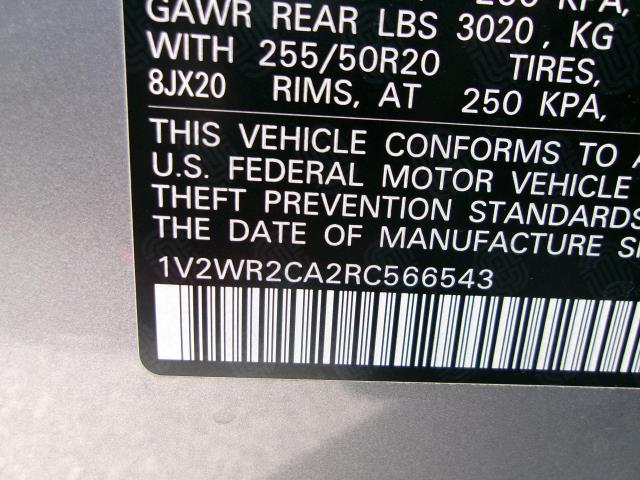 KPA,
GAWR REAR LBS 3020, KG
WITH 255/50R20 TIRES,
8JX20 RIMS, AT 250 KPA,
THIS VEHICLE CONFORMS TO
U.S. FEDERAL MOTOR VEHICLE
THEFT PREVENTION STANDARDS
THE DATE OF MANUFACTURE
1V2WR2CA2RC566543